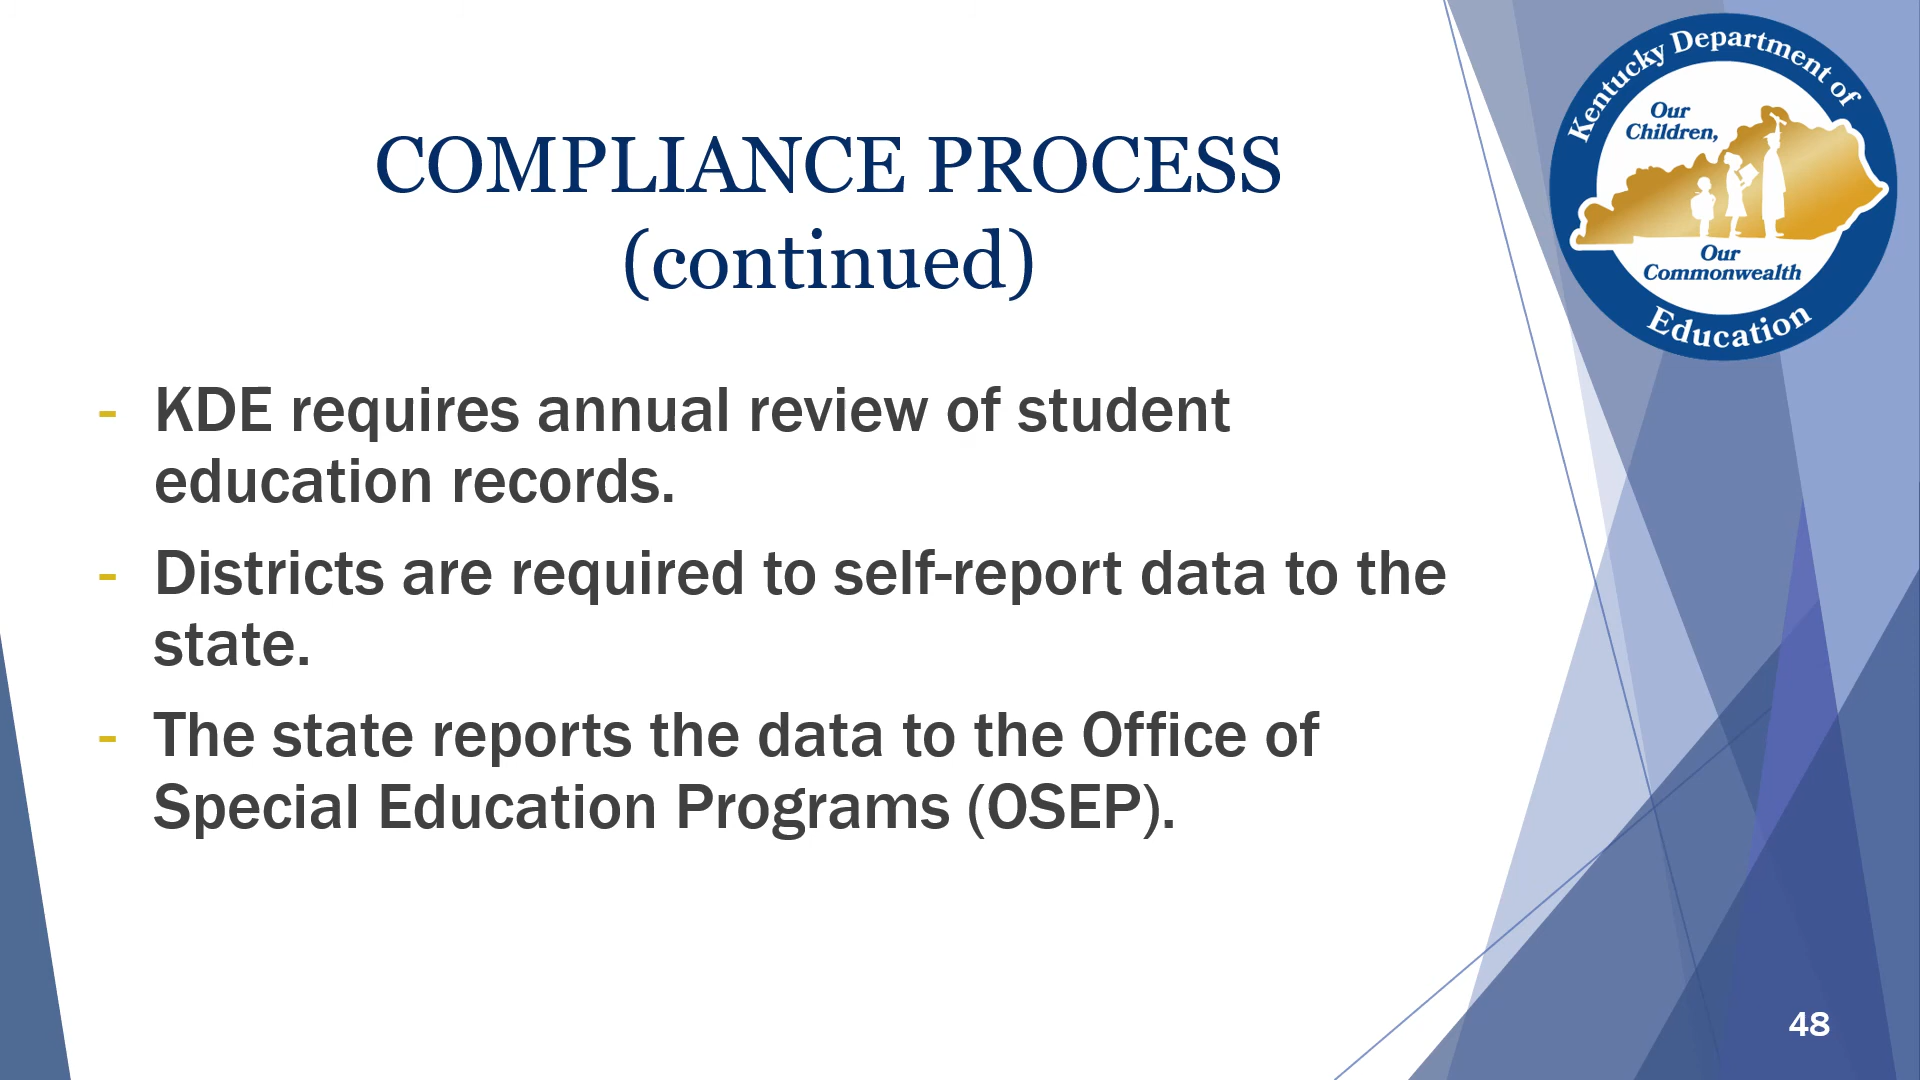 Kentucky Department of
Our
Children,
Our
Commonwealth
Education
COMPLIANCE PROCESS
(continued)
- KDE requires annual review of student
education records.
- Districts are required to self-report data to the
state.
- The state reports the data to the Office of
Special Education Programs (OSEP).
48